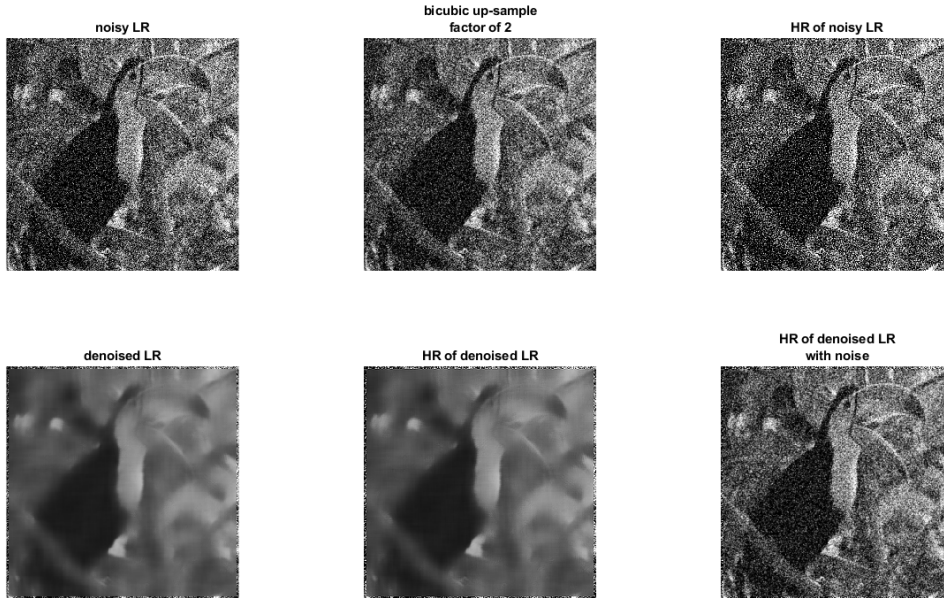 noisy LR
bicubic up-sample
factor of 2
HR of noisy LR
denoised LR
HR of denoised LR
HR of denoised LR
with noise